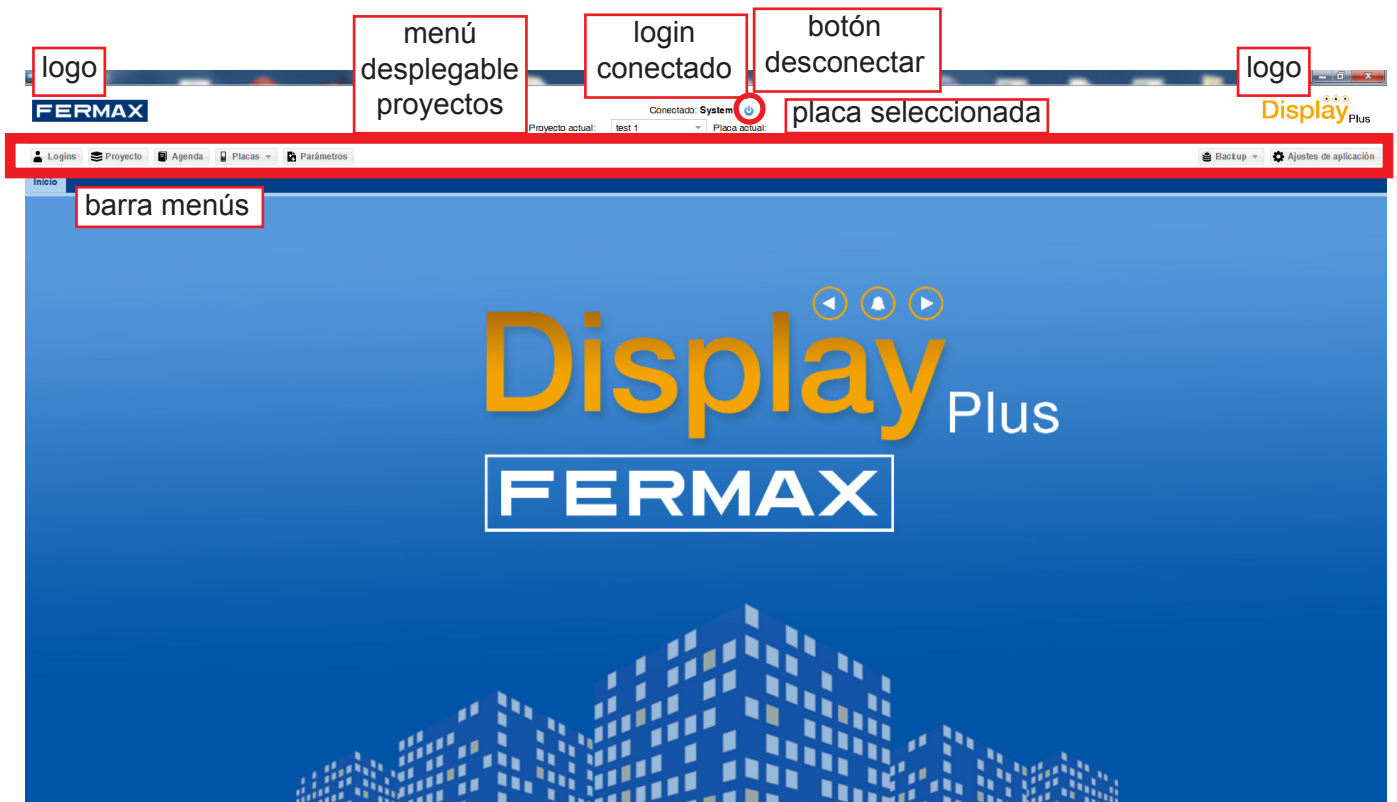 menú
desplegable
proyectos
login
conectado
botón
desconectar
logo
logo
FERMAX
Conectado: System
placa seleccionada
Display Plus
Proyecto actual: test 1 Placa actual:
Logins Proyecto Agenda Placas Parámetros Backup Ajustes de aplicación
Inicio
barra menús
Display Plus
FERMAX